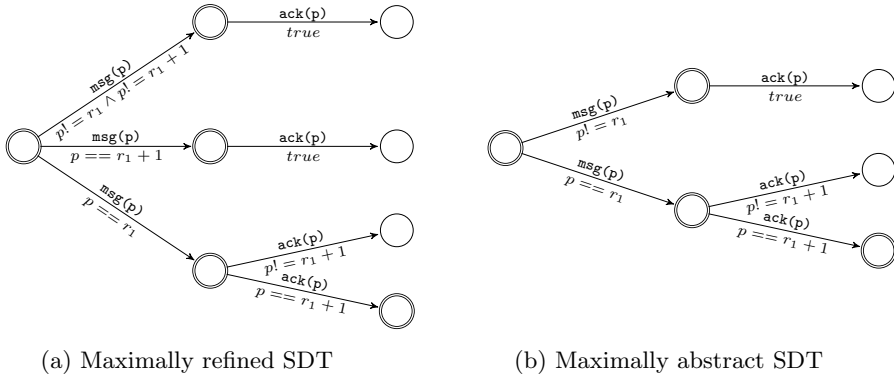 msg(p)
p! = r₁ ∧ p! = r₁ + 1
ack(p)
true
msg(p)
p == r₁ + 1
ack(p)
true
msg(p)
p == r₁
ack(p)
p! = r₁ + 1
ack(p)
p == r₁ + 1
(a) Maximally refined SDT
msg(p)
p! = r₁
ack(p)
true
msg(p)
p == r₁
ack(p)
p! = r₁ + 1
ack(p)
p == r₁ + 1
(b) Maximally abstract SDT